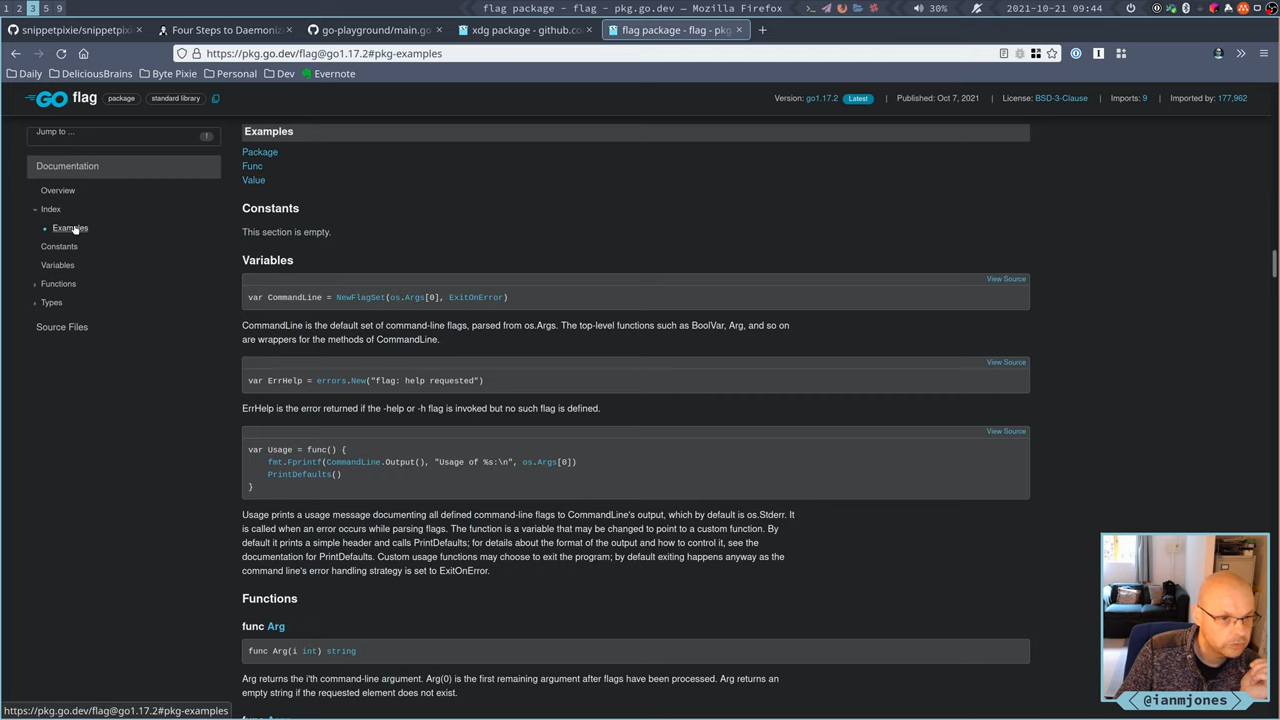 1 2 3 5 9 flag package - flag - pkg.go.dev — Mozilla Firefox 30% 2021-10-21 09:44
snippetpixie/snippetpixi Four Steps to Daemoniz go-playground/main.go xdg package - github.co flag package - flag - pkg
https://pkg.go.dev/flag@go1.17.2#pkg-examples
Daily DeliciousBrains Byte Pixie Personal Dev Evernote
GO flag package standard library Version: go1.17.2 Latest Published: Oct 7, 2021 License: BSD-3-Clause Imports: 9 Imported by: 177,962
Jump to ...
Documentation
Overview
Index
Examples
Constants
Variables
Functions
Types
Source Files
Examples
Package
Func
Value
Constants
This section is empty.
Variables
View Source
var CommandLine = NewFlagSet(os.Args[0], ExitOnError)
CommandLine is the default set of command-line flags, parsed from os.Args. The top-level functions such as BoolVar, Arg, and so on
are wrappers for the methods of CommandLine.
View Source
var ErrHelp = errors.New("flag: help requested")
ErrHelp is the error returned if the -help or -h flag is invoked but no such flag is defined.
View Source
var Usage = func() {
fmt.Fprintf(CommandLine.Output(), "Usage of %s:\n", os.Args[0])
PrintDefaults()
}
Usage prints a usage message documenting all defined command-line flags to CommandLine's output, which by default is os.Stderr. It
is called when an error occurs while parsing flags. The function is a variable that may be changed to point to a custom function. By
default it prints a simple header and calls PrintDefaults; for details about the format of the output and how to control it, see the
documentation for PrintDefaults. Custom usage functions may choose to exit the program; by default exiting happens anyway as the
command line's error handling strategy is set to ExitOnError.
Functions
func Arg
func Arg(i int) string
Arg returns the i'th command-line argument. Arg(0) is the first remaining argument after flags have been processed. Arg returns an
empty string if the requested element does not exist.
https://pkg.go.dev/flag@go1.17.2#pkg-examples
@ianmjones